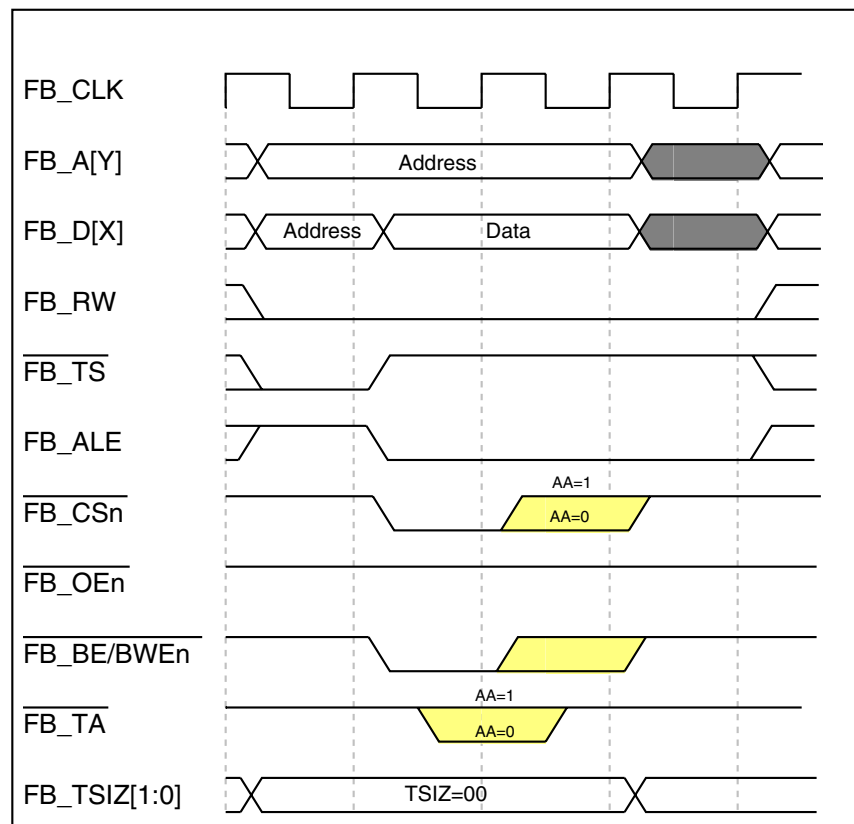 FB_CLK
FB_A[Y]
Address
FB_D[X]
Address
Data
FB_RW
FB_TS
FB_ALE
AA=1
FB_CSn
AA=0
FB_OEn
FB_BE/BWEn
AA=1
FB_TA
AA=0
FB_TSIZ[1:0]
TSIZ=00